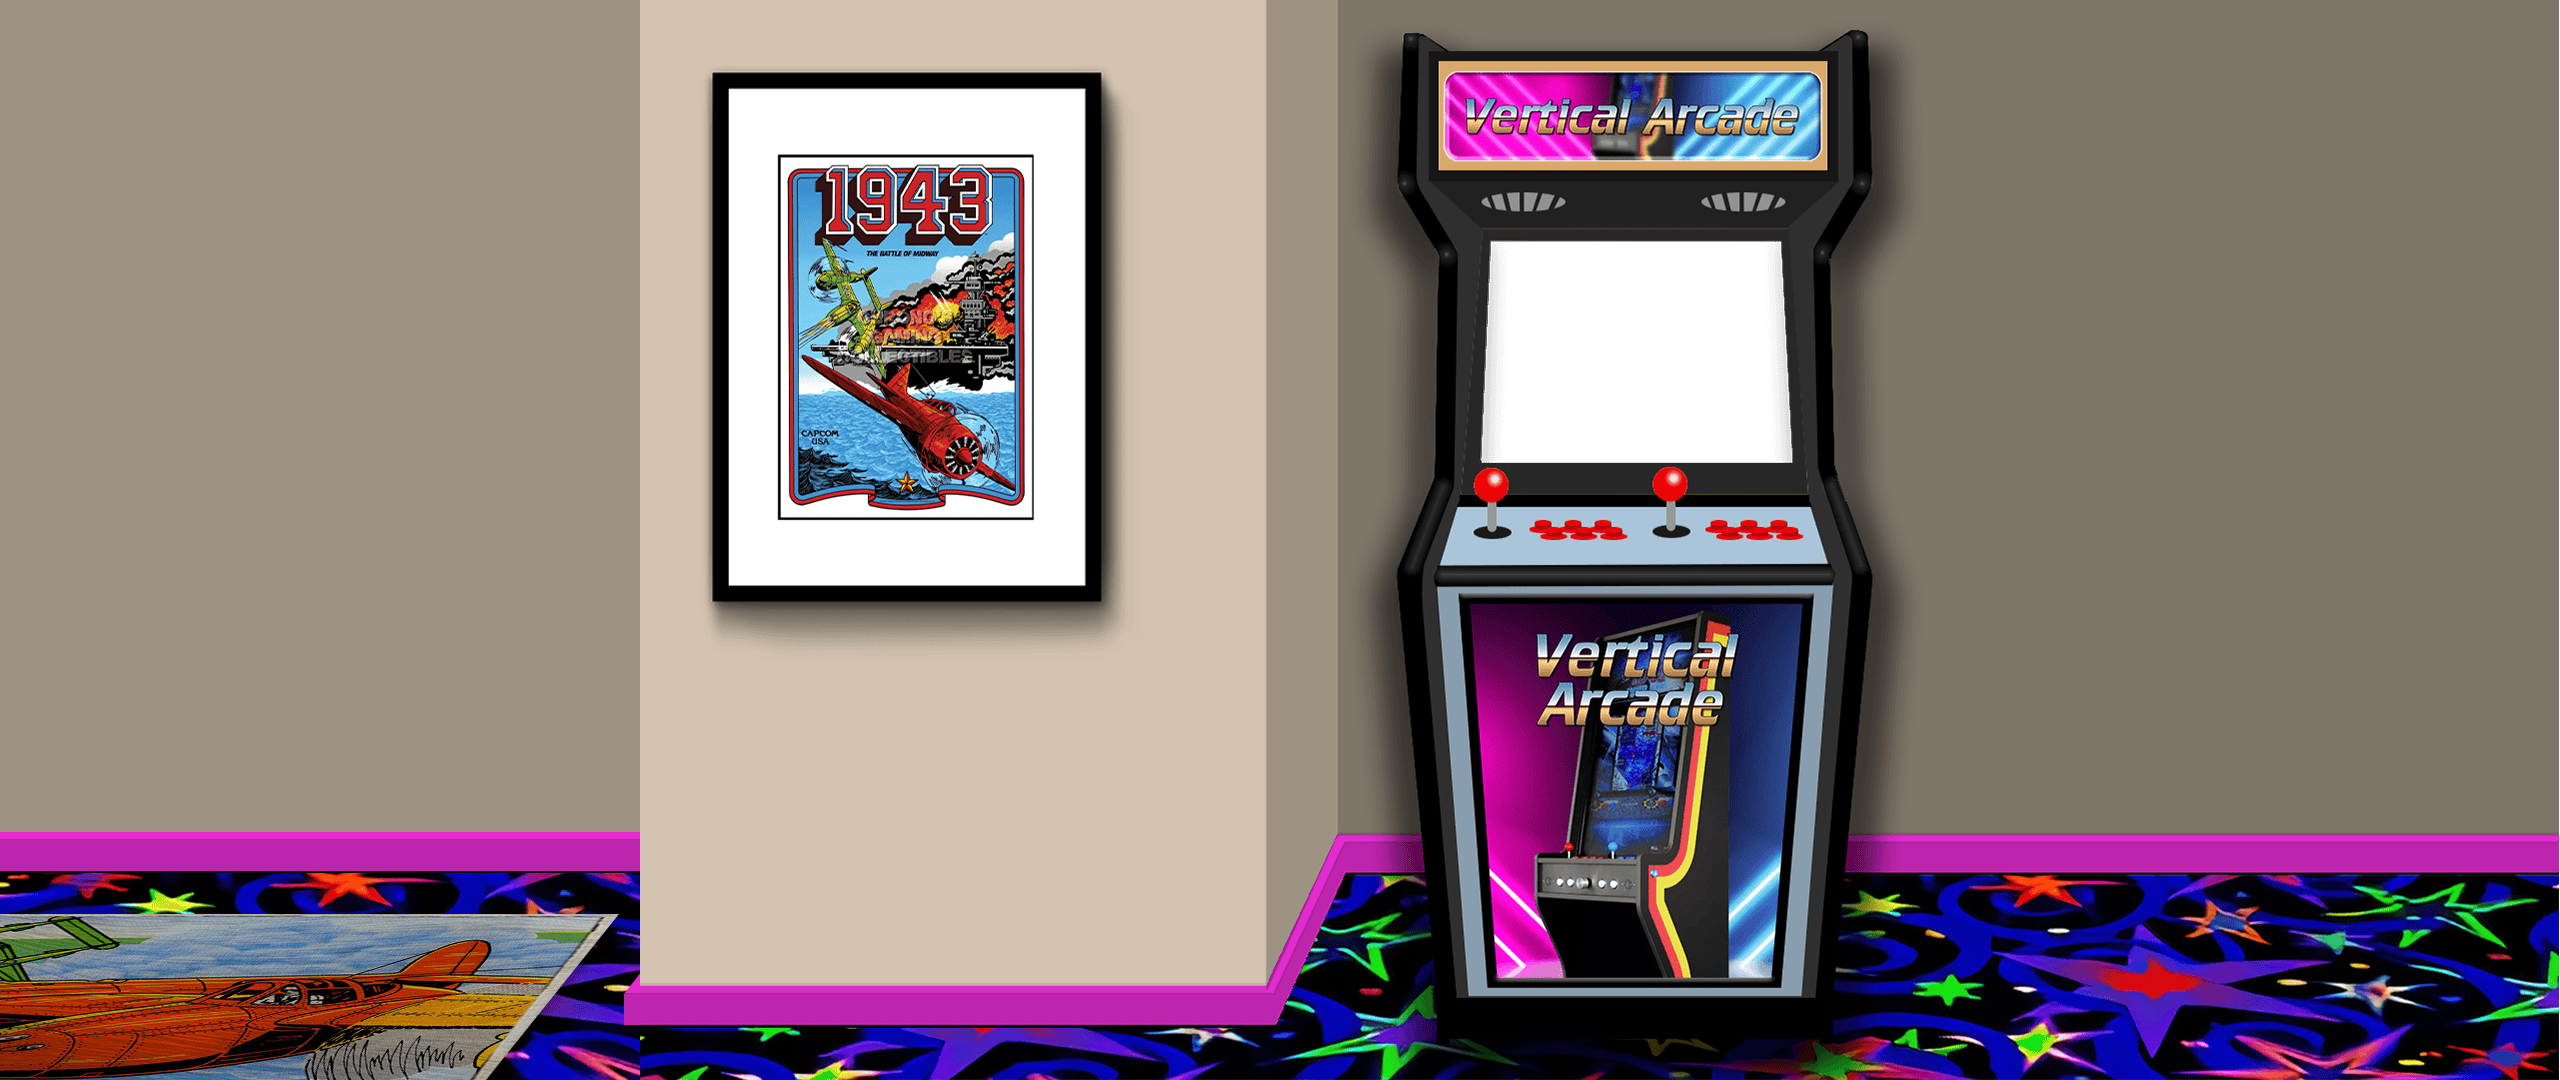 1943
THE BATTLE OF MIDWAY
CAPCOM
USA
Vertical Arcade
Vertical
Arcade